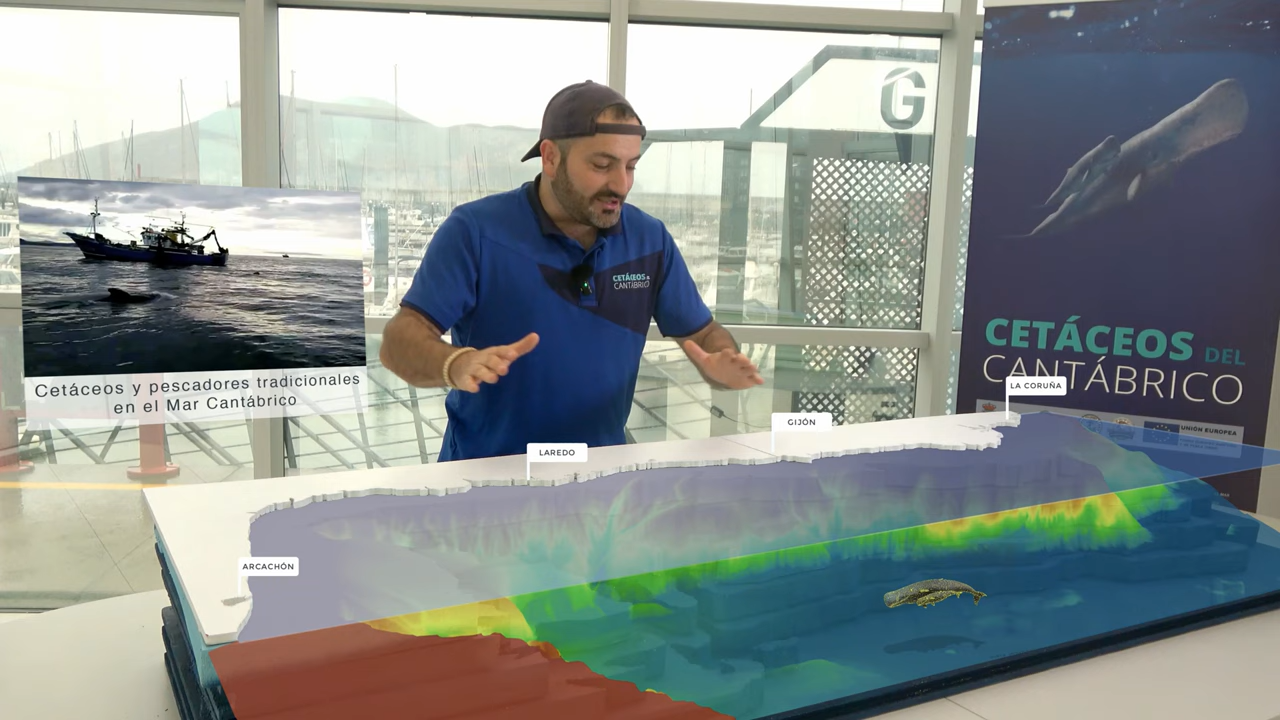 Cetáceos y pescadores tradicionales
en el Mar Cantábrico
CETÁCEOS
CANTÁBRICO
G
CETÁCEOS DEL
CANTÁBRICO
UNIÓN EUROPEA
LA CORUÑA
GIJÓN
LAREDO
ARCACHÓN